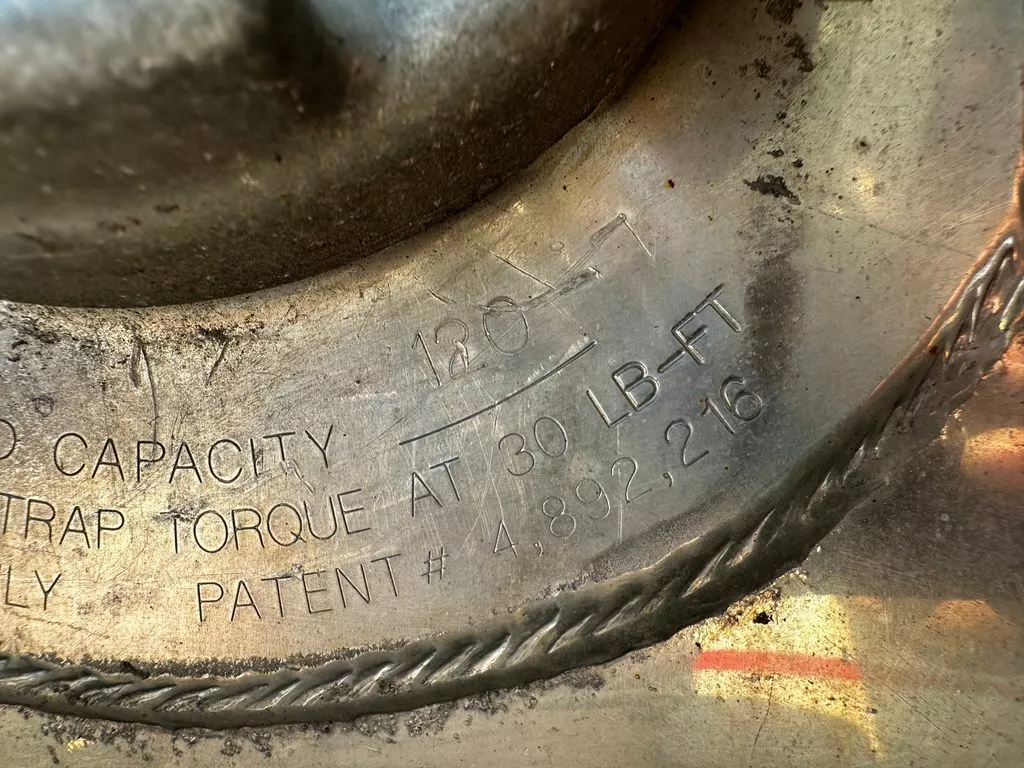 120
CAPACITY
TRAP TORQUE AT 30 LB-FT
LY PATENT # 4,892,216